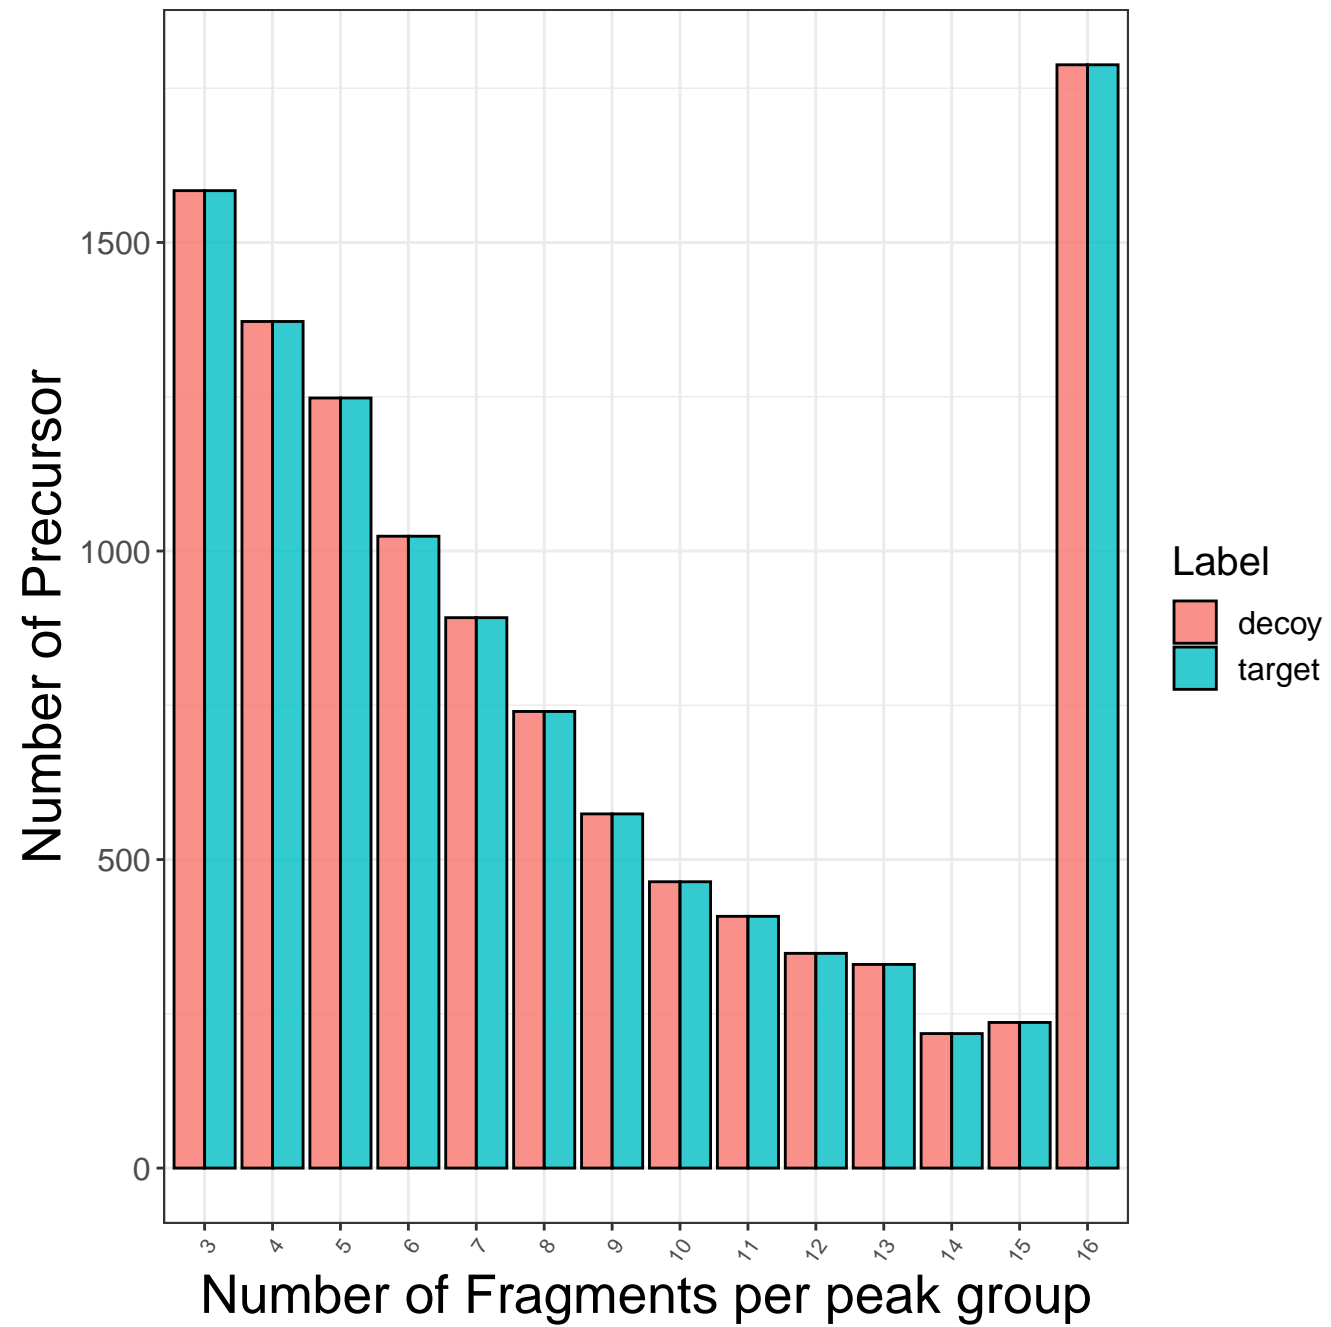 1500
1000
500
0
Number of Precursor
3 4 5 6 7 8 9 10 11 12 13 14 15 16
Number of Fragments per peak group
Label
decoy
target